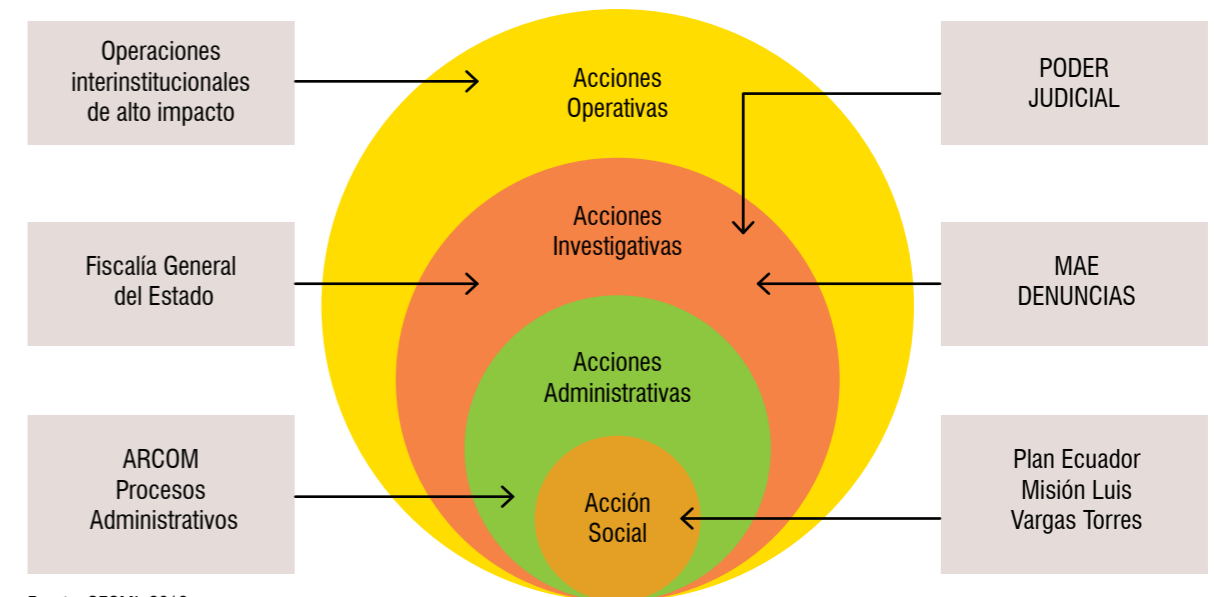 Operaciones
interinstitucionales
de alto impacto
Acciones
Operativas
PODER
JUDICIAL
Fiscalía General
del Estado
Acciones
Investigativas
MAE
DENUNCIAS
Acciones
Administrativas
ARCOM
Procesos
Administrativos
Acción
Social
Plan Ecuador
Misión Luis
Vargas Torres